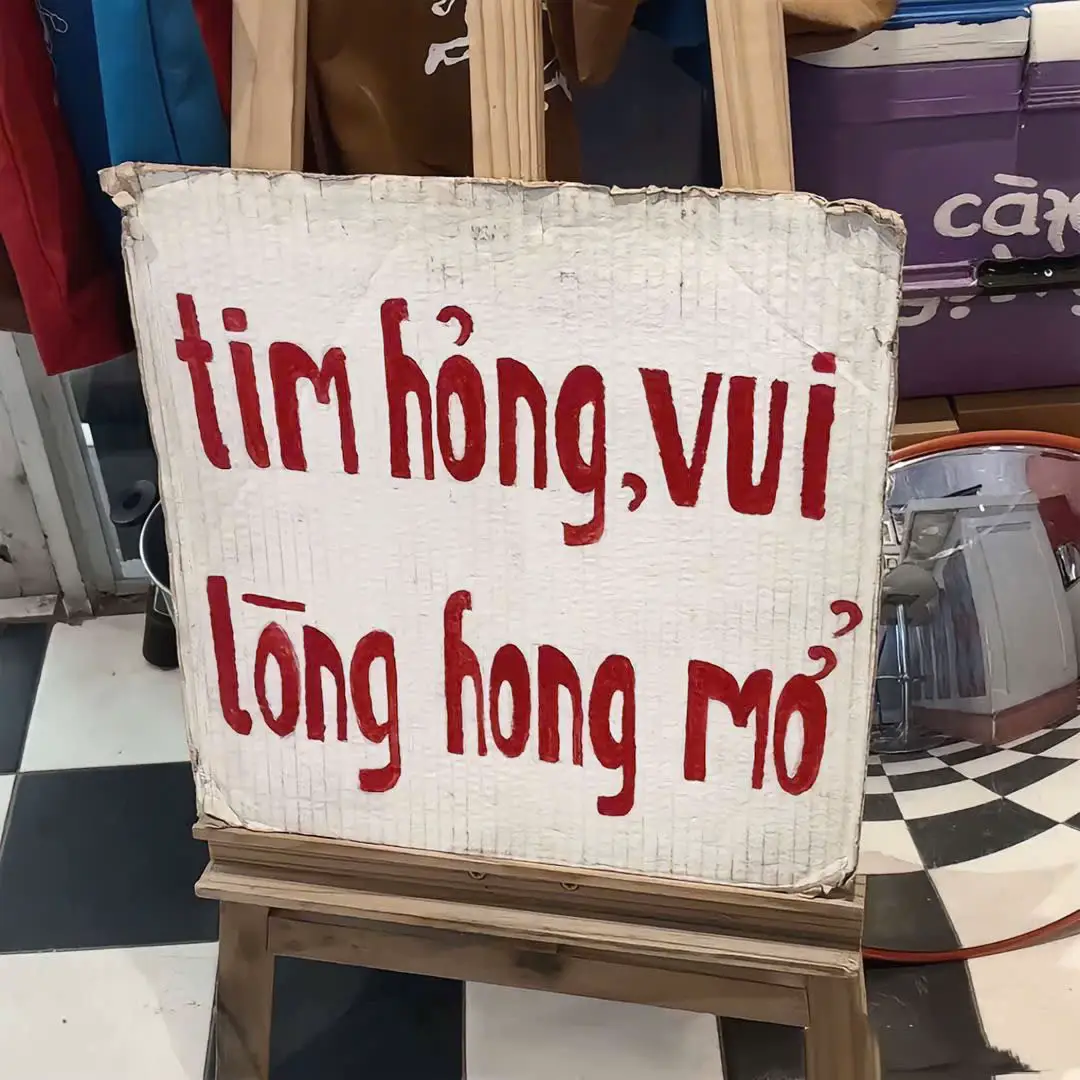 tim hỏng, vui
lòng hong mở